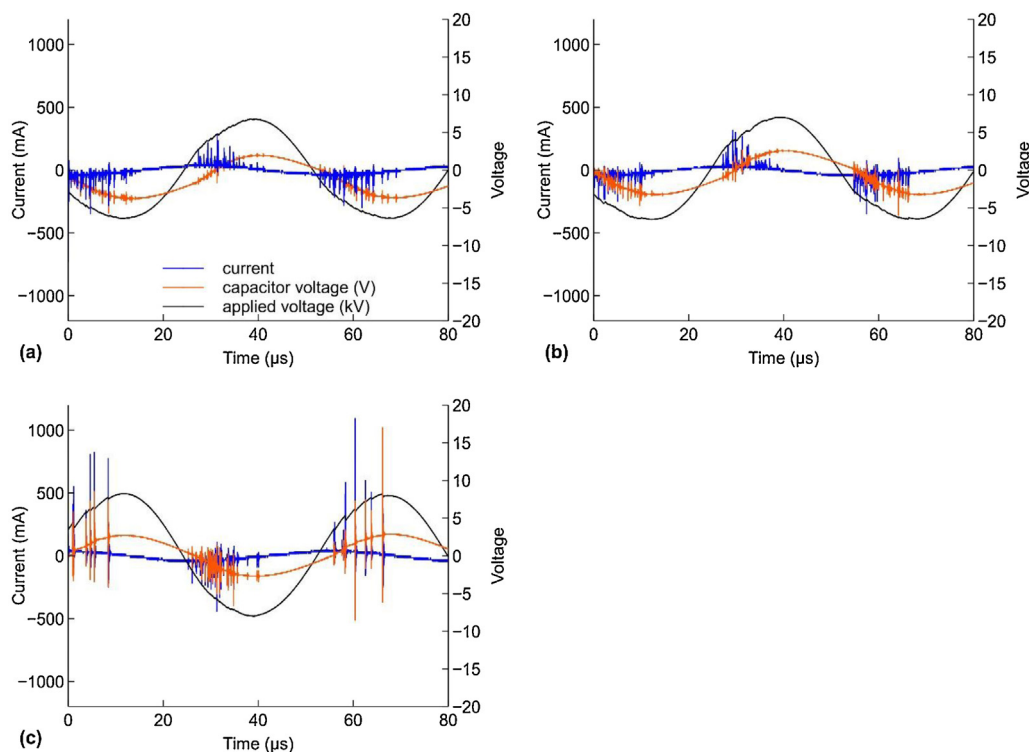 1000
500
0
−500
−1000
Current (mA)
20
15
10
5
0
−5
−10
−15
−20
Voltage
current
capacitor voltage (V)
applied voltage (kV)
0 20 40 60 80
Time (µs)
(a)
1000
500
0
−500
−1000
Current (mA)
20
15
10
5
0
−5
−10
−15
−20
Voltage
0 20 40 60 80
Time (µs)
(b)
1000
500
0
−500
−1000
Current (mA)
20
15
10
5
0
−5
−10
−15
−20
Voltage
0 20 40 60 80
Time (µs)
(c)